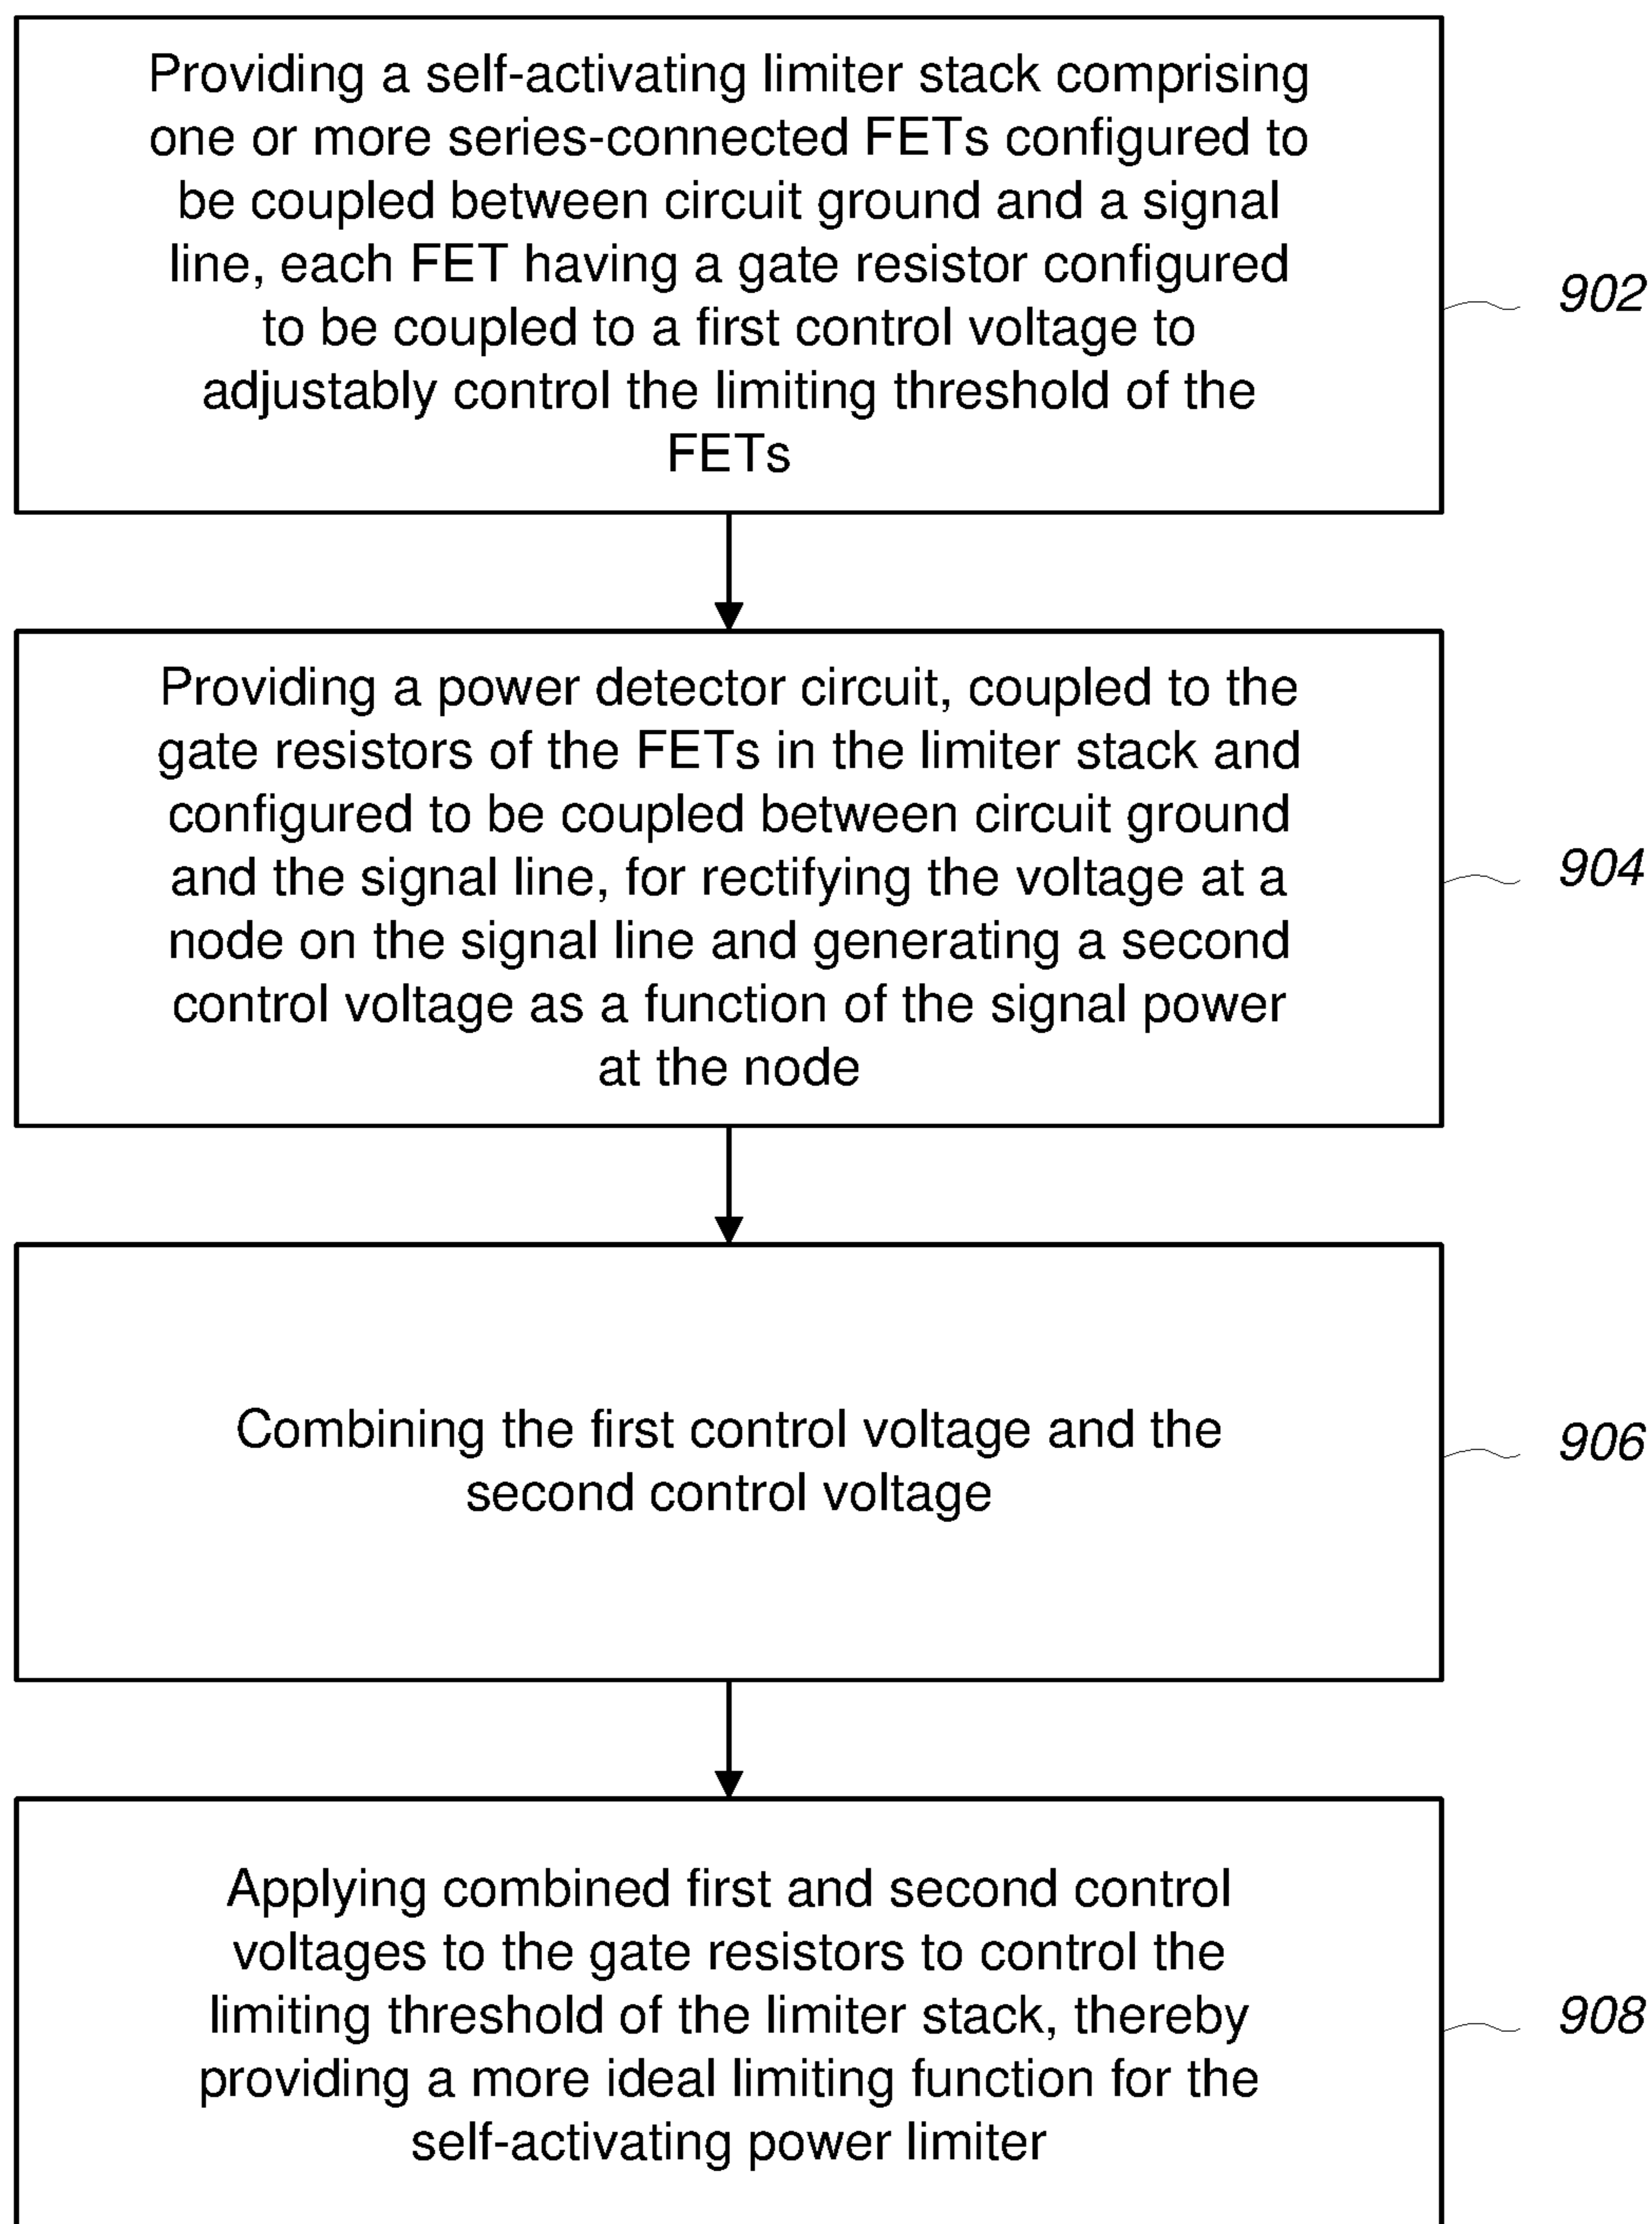 Providing a self-activating limiter stack comprising
one or more series-connected FETs configured to
be coupled between circuit ground and a signal
line, each FET having a gate resistor configured
to be coupled to a first control voltage to
adjustably control the limiting threshold of the
FETs
902
Providing a power detector circuit, coupled to the
gate resistors of the FETs in the limiter stack and
configured to be coupled between circuit ground
and the signal line, for rectifying the voltage at a
node on the signal line and generating a second
control voltage as a function of the signal power
at the node
904
Combining the first control voltage and the
second control voltage
906
Applying combined first and second control
voltages to the gate resistors to control the
limiting threshold of the limiter stack, thereby
providing a more ideal limiting function for the
self-activating power limiter
908